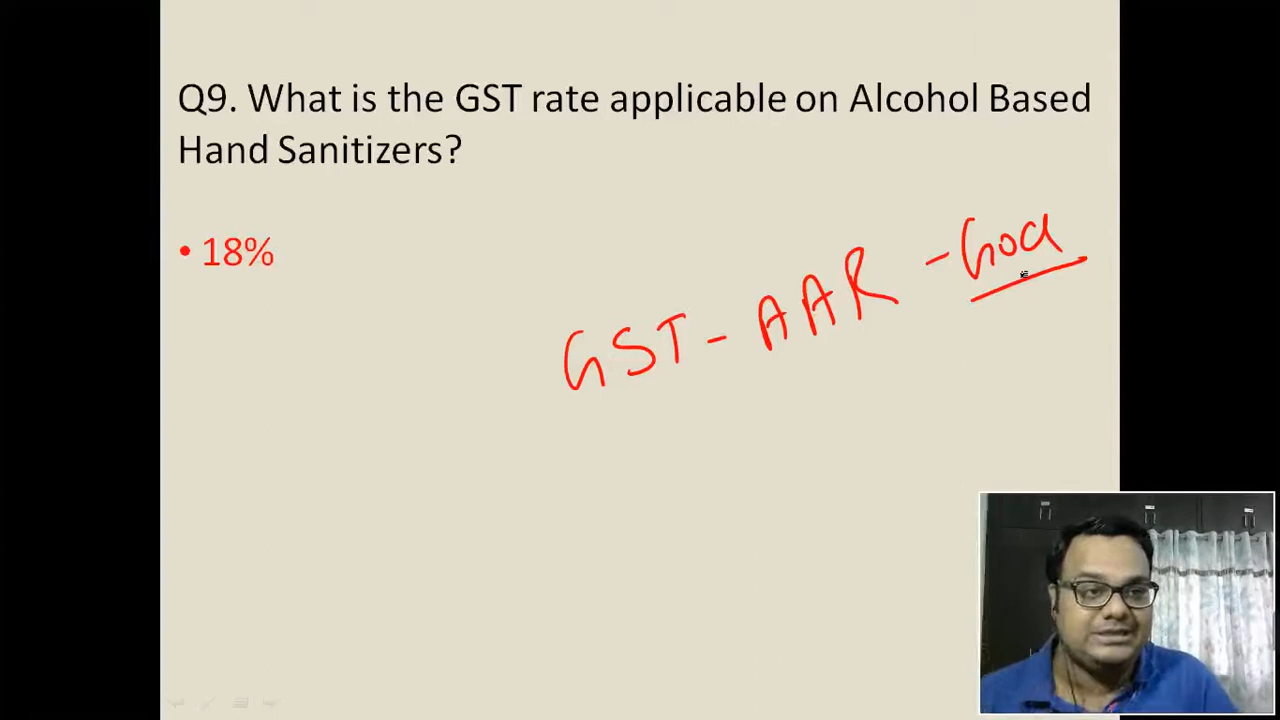 Q9. What is the GST rate applicable on Alcohol Based
Hand Sanitizers?
• 18%
GST - AAR - Goa